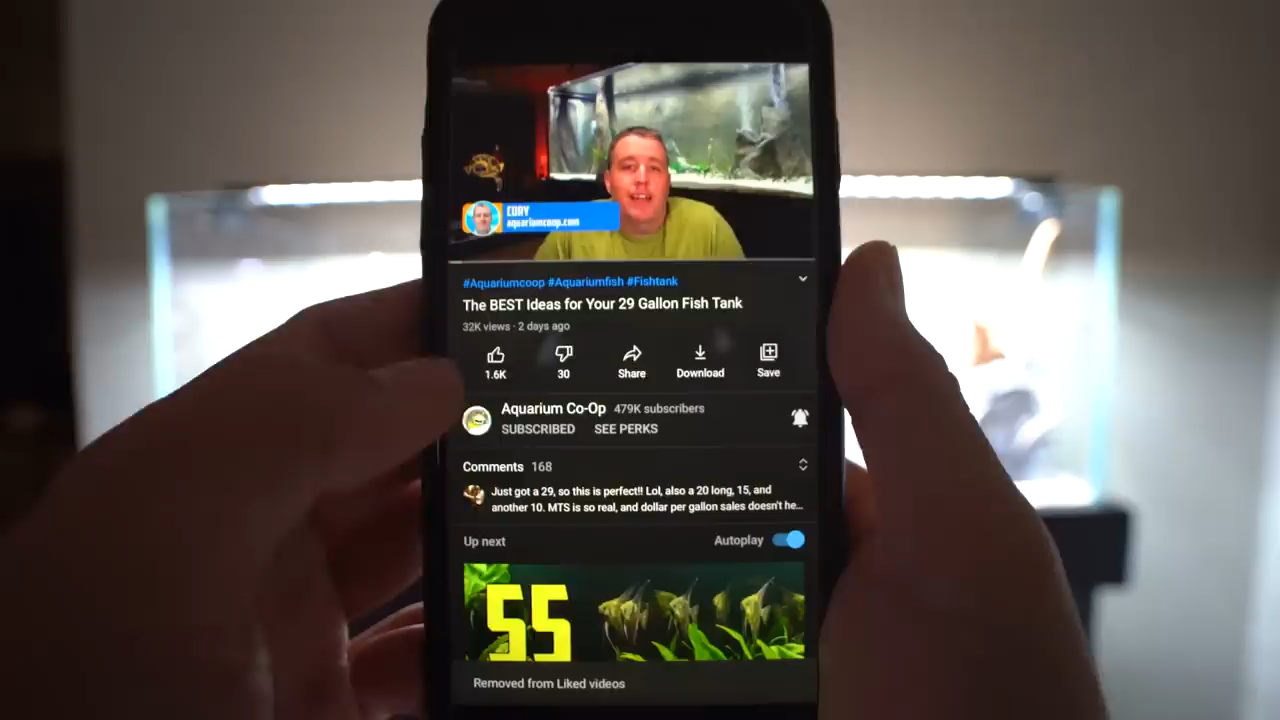 CORY
aquariumcoop.com
#Aquariumcoop #Aquariumfish #Fishtank
The BEST Ideas for Your 29 Gallon Fish Tank
32K views · 2 days ago
1.6K
30
Share
Download
Save
Aquarium Co-Op 479K subscribers
SUBSCRIBED SEE PERKS
Comments 168
Just got a 29, so this is perfect!! Lol, also a 20 long, 15, and
another 10. MTS is so real, and dollar per gallon sales doesn't he...
Up next
Autoplay
55
Removed from Liked videos